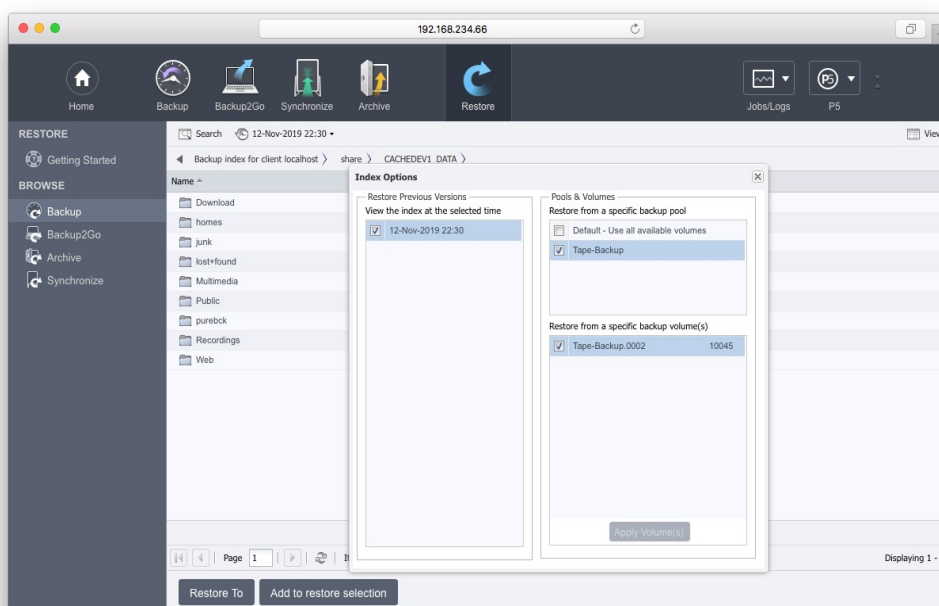 192.168.234.66
Home
Backup
Backup2Go
Synchronize
Archive
Restore
Jobs/Logs
P5
P5
RESTORE
Getting Started
BROWSE
Backup
Backup2Go
Archive
Synchronize
Search 12-Nov-2019 22:30
View
Backup index for client localhost 〉 share 〉 CACHEDEV1_DATA 〉
Name
Download
homes
junk
lost+found
Multimedia
Public
purebck
Recordings
Web
Index Options
Restore Previous Versions
View the index at the selected time
12-Nov-2019 22:30
Pools & Volumes
Restore from a specific backup pool
Default - Use all available volumes
Tape-Backup
Restore from a specific backup volume(s)
Tape-Backup.0002 10045
Apply Volume(s)
Page 1
Displaying 1 -
Restore To
Add to restore selection